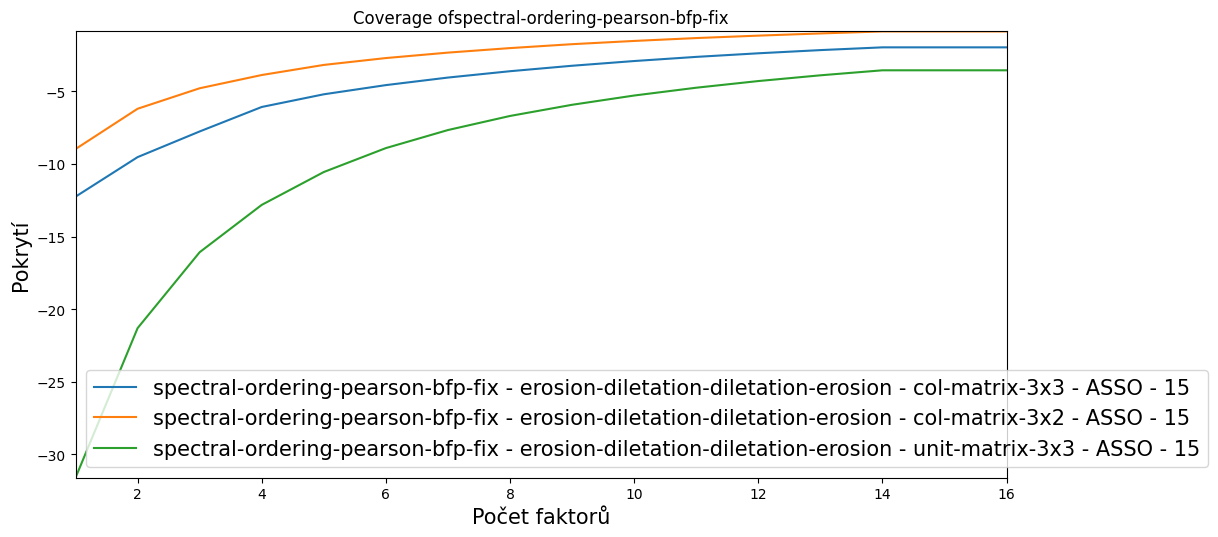 Coverage ofspectral-ordering-pearson-bfp-fix
Pokrytí
−5
−10
−15
−20
−25
−30
spectral-ordering-pearson-bfp-fix - erosion-diletation-diletation-erosion - col-matrix-3x3 - ASSO - 15
spectral-ordering-pearson-bfp-fix - erosion-diletation-diletation-erosion - col-matrix-3x2 - ASSO - 15
spectral-ordering-pearson-bfp-fix - erosion-diletation-diletation-erosion - unit-matrix-3x3 - ASSO - 15
2 4 6 8 10 12 14 16
Počet faktorů